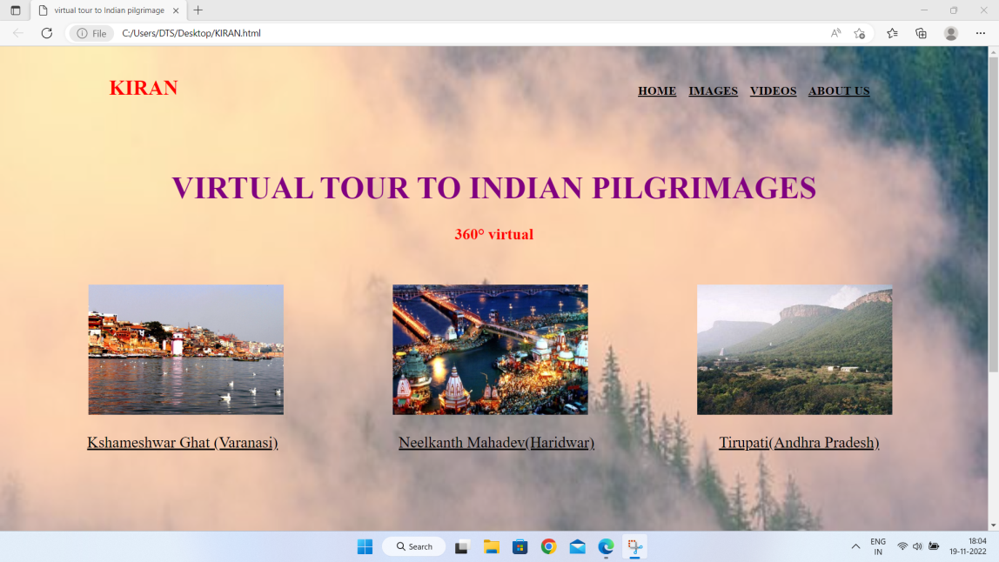 virtual tour to Indian pilgrimage
File C:/Users/DTS/Desktop/KIRAN.html
KIRAN
HOME IMAGES VIDEOS ABOUT US
VIRTUAL TOUR TO INDIAN PILGRIMAGES
360° virtual
Kshameshwar Ghat (Varanasi) Neelkanth Mahadev(Haridwar) Tirupati(Andhra Pradesh)
Search
ENG
IN
18:04
19-11-2022